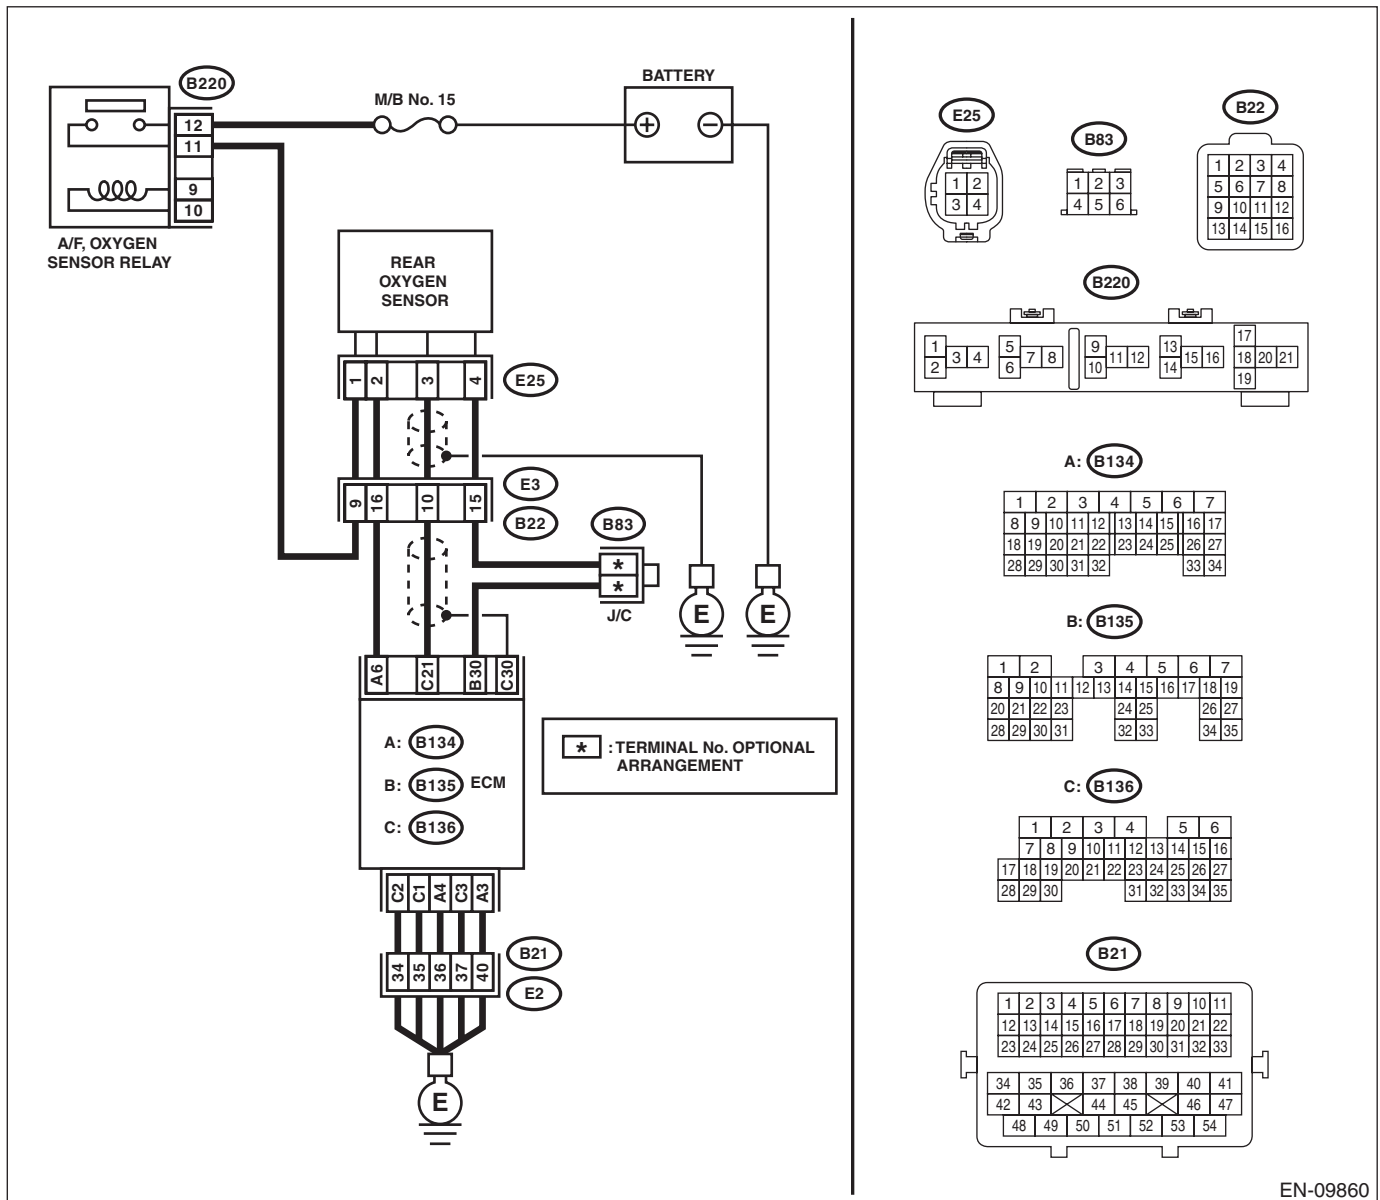 B220
12
11
9
10
A/F, OXYGEN
SENSOR RELAY
M/B No. 15
BATTERY
+ −
REAR
OXYGEN
SENSOR
1 2 3 4
E25
9 16 10 15
E3
B22
B83
*
*
J/C
E E
A6 C21 B30 C30
A: B134
B: B135 ECM
C: B136
* : TERMINAL No. OPTIONAL
ARRANGEMENT
C2 C1 A4 C3 A3
34 35 36 37 40
B21
E2
E
E25
1 2
3 4
B83
1 2 3
4 5 6
B22
1 2 3 4
5 6 7 8
9 10 11 12
13 14 15 16
B220
17
1 5 9 13
3 4 7 8 11 12 15 16 18 20 21
2 6 10 14
19
A: B134
1 2 3 4 5 6 7
8 9 10 11 12 13 14 15 16 17
18 19 20 21 22 23 24 25 26 27
28 29 30 31 32 33 34
B: B135
1 2 3 4 5 6 7
8 9 10 11 12 13 14 15 16 17 18 19
20 21 22 23 24 25 26 27
28 29 30 31 32 33 34 35
C: B136
1 2 3 4 5 6
7 8 9 10 11 12 13 14 15 16
17 18 19 20 21 22 23 24 25 26 27
28 29 30 31 32 33 34 35
B21
1 2 3 4 5 6 7 8 9 10 11
12 13 14 15 16 17 18 19 20 21 22
23 24 25 26 27 28 29 30 31 32 33
34 35 36 37 38 39 40 41
42 43 44 45 46 47
48 49 50 51 52 53 54
EN-09860